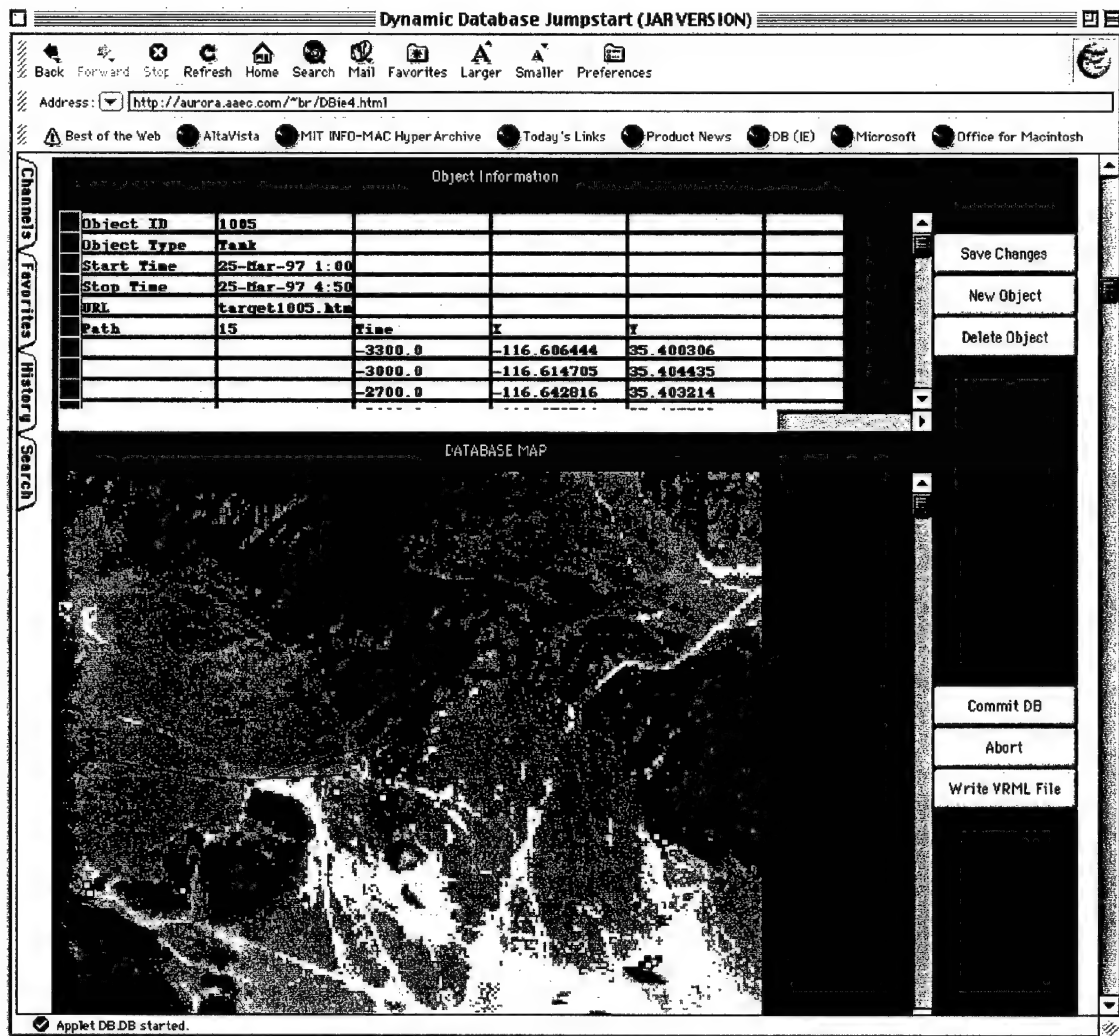 Dynamic Database Jumpstart (JAR VERSION)
Back Forward Stop Refresh Home Search Mail Favorites Larger Smaller Preferences
Address: http://aurora.aaec.com/~br/DBie4.html
Best of the Web AltaVista MIT INFO-MAC HyperArchive Today's Links Product News DB (IE) Microsoft Office for Macintosh
Channels
Favorites
History
Search
Object Information
Object ID 1005
Object Type Tank
Start Time 25-Mar-97 1:00
Stop Time 25-Mar-97 4:50
URL target1005.htm
Path 15 Time X Y
-3300.0 -116.606444 35.400306
-3000.0 -116.614705 35.404435
-2700.0 -116.642816 35.403214
Save Changes
New Object
Delete Object
DATABASE MAP
Commit DB
Abort
Write VRML File
Applet DB.DB started.